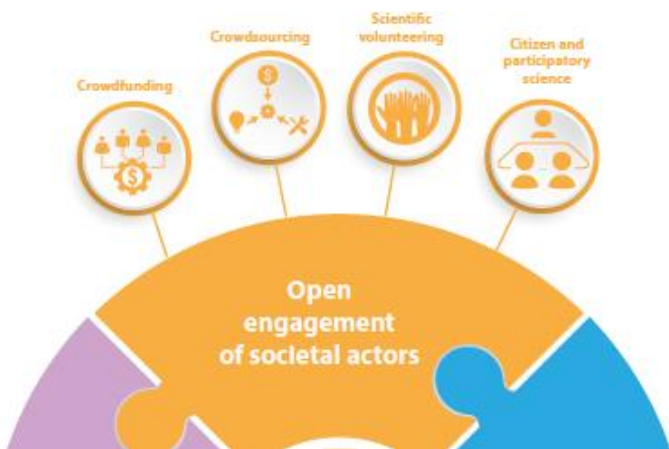 Crowdfunding
Crowdsourcing
Scientific
volunteering
Citizen and
participatory
science
$
$
Open
engagement
of societal actors